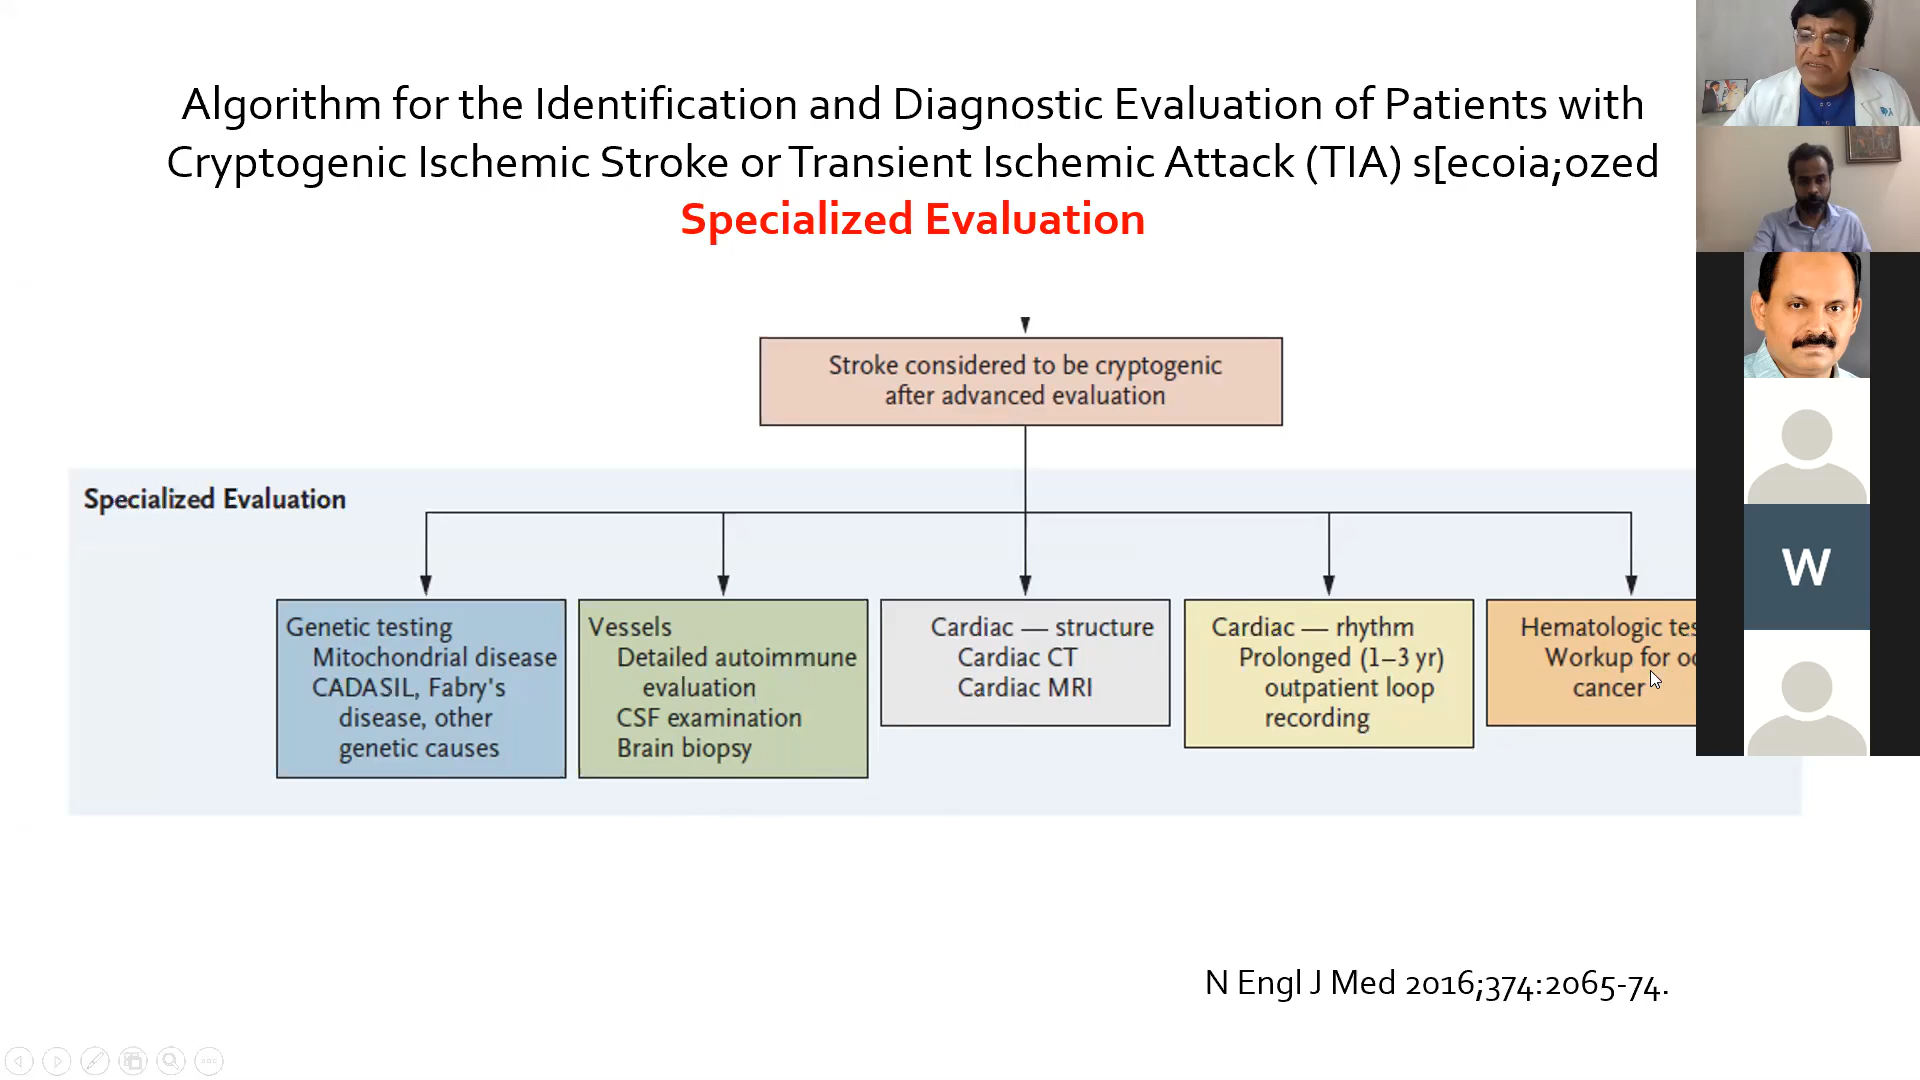 Algorithm for the Identification and Diagnostic Evaluation of Patients with
Cryptogenic Ischemic Stroke or Transient Ischemic Attack (TIA) s[ecoia;ozed
Specialized Evaluation
Stroke considered to be cryptogenic
after advanced evaluation
Specialized Evaluation
Genetic testing
Mitochondrial disease
CADASIL, Fabry's
disease, other
genetic causes
Vessels
Detailed autoimmune
evaluation
CSF examination
Brain biopsy
Cardiac — structure
Cardiac CT
Cardiac MRI
Cardiac — rhythm
Prolonged (1–3 yr)
outpatient loop
recording
Hematologic
Workup for
cancer
W
N Engl J Med 2016;374:2065-74.